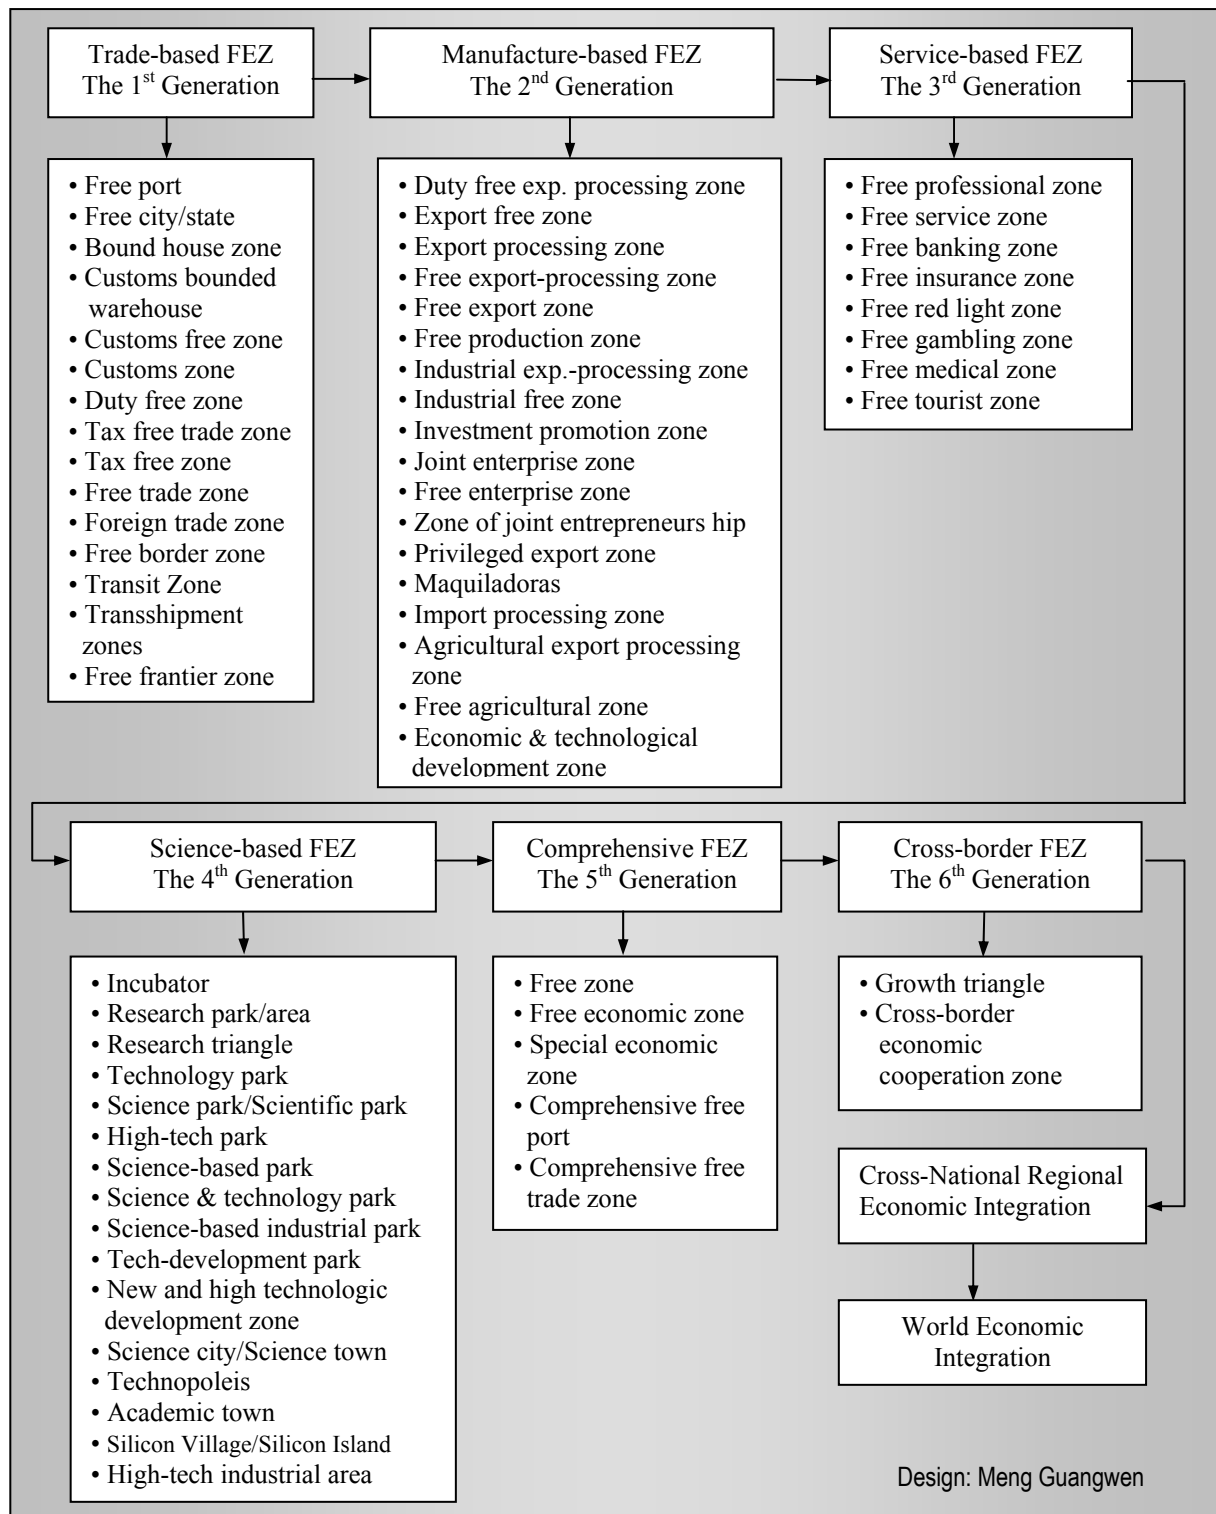 Trade-based FEZ
The 1st Generation
Manufacture-based FEZ
The 2nd Generation
Service-based FEZ
The 3rd Generation
• Free port
• Free city/state
• Bound house zone
• Customs bounded
warehouse
• Customs free zone
• Customs zone
• Duty free zone
• Tax free trade zone
• Tax free zone
• Free trade zone
• Foreign trade zone
• Free border zone
• Transit Zone
• Transshipment
zones
• Free frantier zone
• Duty free exp. processing zone
• Export free zone
• Export processing zone
• Free export-processing zone
• Free export zone
• Free production zone
• Industrial exp.-processing zone
• Industrial free zone
• Investment promotion zone
• Joint enterprise zone
• Free enterprise zone
• Zone of joint entrepreneurs hip
• Privileged export zone
• Maquiladoras
• Import processing zone
• Agricultural export processing
zone
• Free agricultural zone
• Economic & technological
development zone
• Free professional zone
• Free service zone
• Free banking zone
• Free insurance zone
• Free red light zone
• Free gambling zone
• Free medical zone
• Free tourist zone
Science-based FEZ
The 4th Generation
Comprehensive FEZ
The 5th Generation
Cross-border FEZ
The 6th Generation
• Incubator
• Research park/area
• Research triangle
• Technology park
• Science park/Scientific park
• High-tech park
• Science-based park
• Science & technology park
• Science-based industrial park
• Tech-development park
• New and high technologic
development zone
• Science city/Science town
• Technopoleis
• Academic town
• Silicon Village/Silicon Island
• High-tech industrial area
• Free zone
• Free economic zone
• Special economic
zone
• Comprehensive free
port
• Comprehensive free
trade zone
• Growth triangle
• Cross-border
economic
cooperation zone
Cross-National Regional
Economic Integration
World Economic
Integration
Design: Meng Guangwen